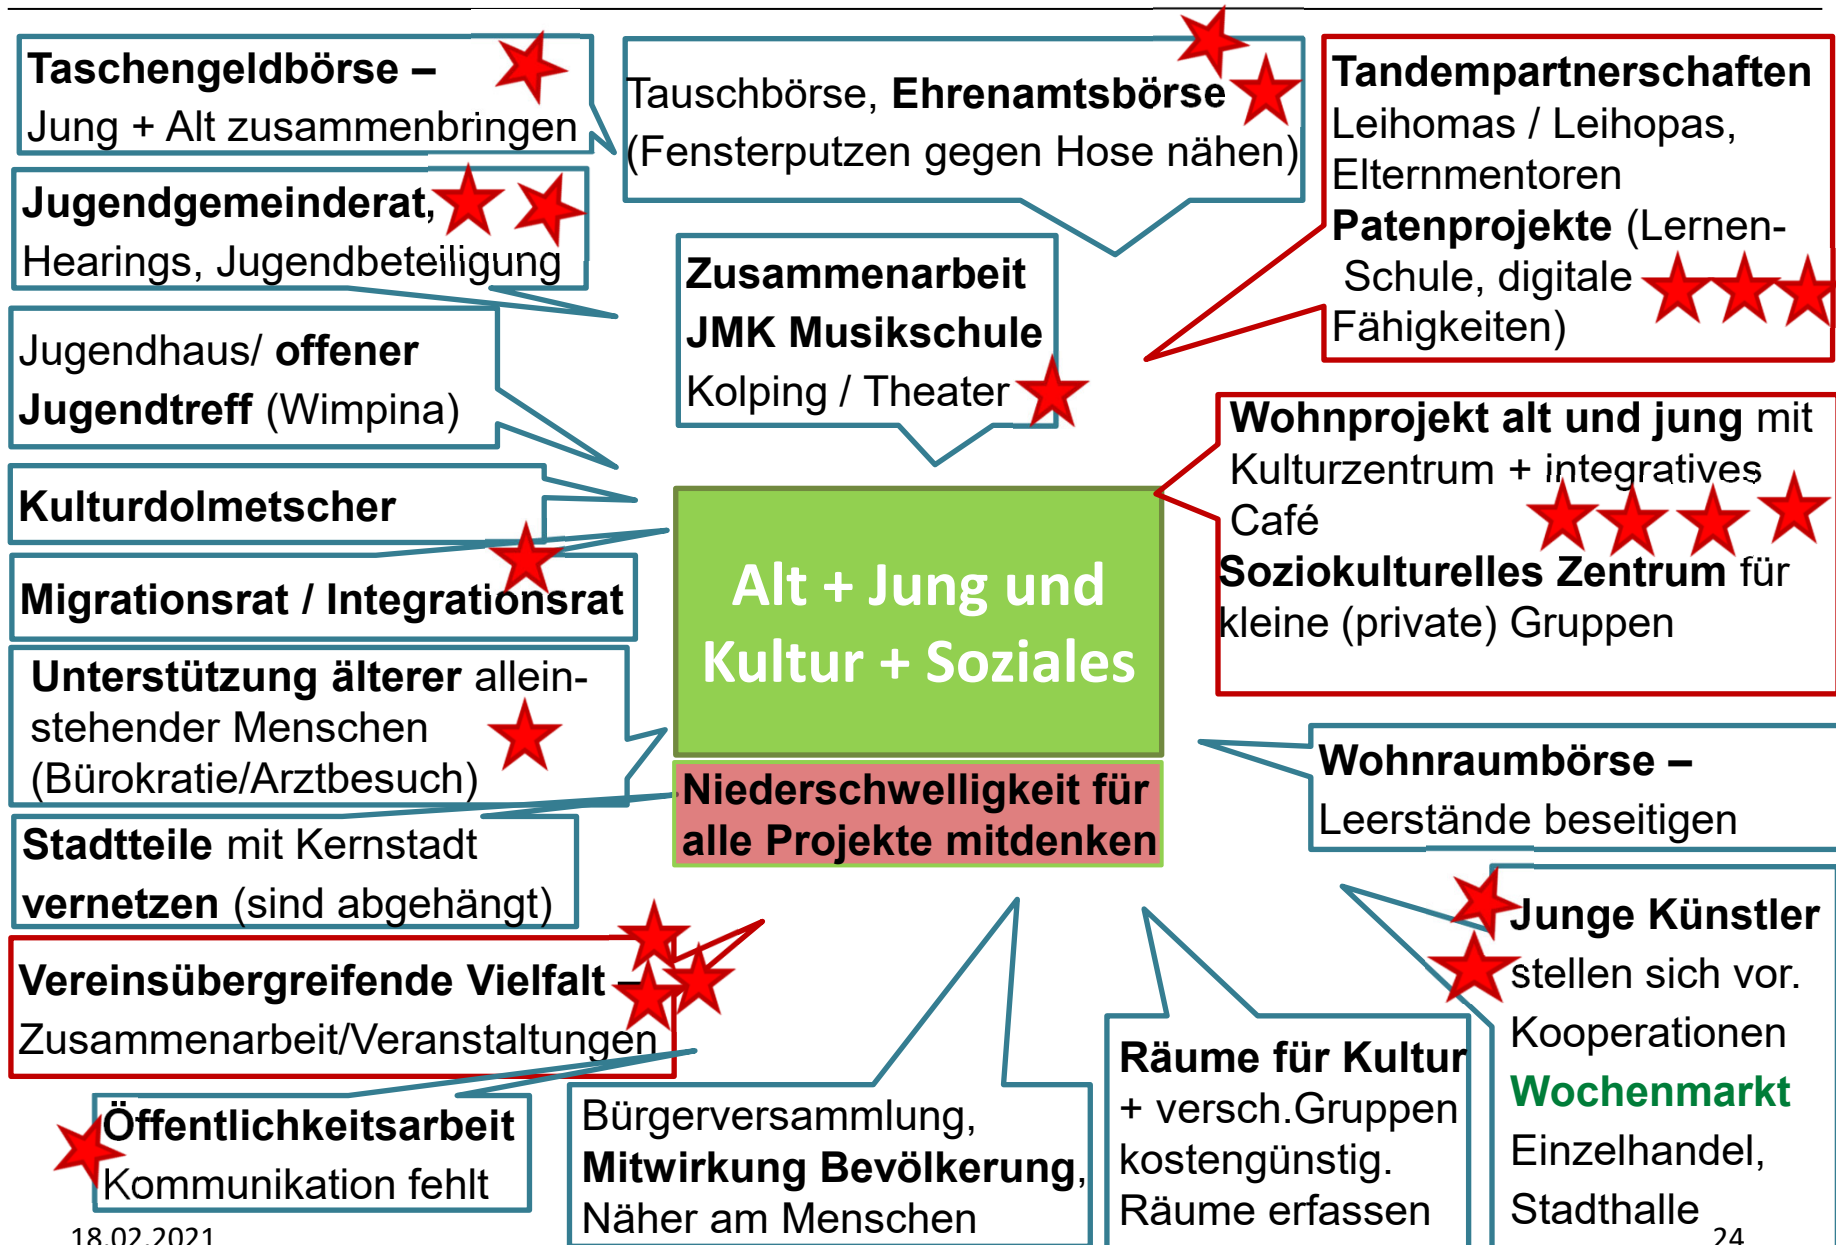 Taschengeldbörse –
Jung + Alt zusammenbringen
Tauschbörse, Ehrenamtsbörse
(Fensterputzen gegen Hose nähen)
Tandempartnerschaften
Leihomas / Leihopas,
Elternmentoren
Patenprojekte (Lernen-
Schule, digitale
Fähigkeiten)
Jugendgemeinderat,
Hearings, Jugendbeteiligung
Zusammenarbeit
JMK Musikschule
Kolping / Theater
Jugendhaus/ offener
Jugendtreff (Wimpina)
Wohnprojekt alt und jung mit
Kulturzentrum + integratives
Café
Soziokulturelles Zentrum für
kleine (private) Gruppen
Kulturdolmetscher
Migrationsrat / Integrationsrat
Alt + Jung und
Kultur + Soziales
Niederschwelligkeit für
alle Projekte mitdenken
Unterstützung älterer allein-
stehender Menschen
(Bürokratie/Arztbesuch)
Wohnraumbörse –
Leerstände beseitigen
Stadtteile mit Kernstadt
vernetzen (sind abgehängt)
Vereinsübergreifende Vielfalt –
Zusammenarbeit/Veranstaltungen
Öffentlichkeitsarbeit
Kommunikation fehlt
Bürgerversammlung,
Mitwirkung Bevölkerung,
Näher am Menschen
Räume für Kultur
+ versch.Gruppen
kostengünstig.
Räume erfassen
Junge Künstler
stellen sich vor.
Kooperationen
Wochenmarkt
Einzelhandel,
Stadthalle
18.02.2021
24